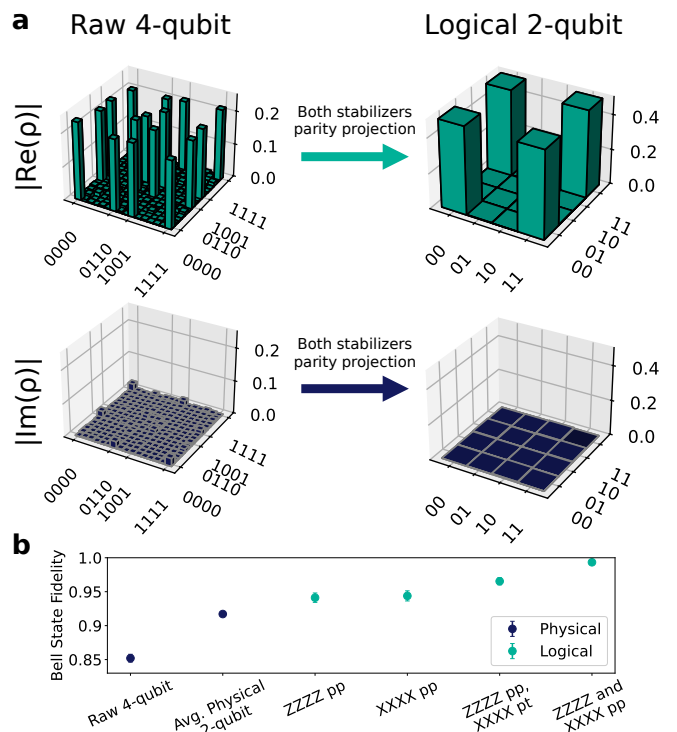 a
Raw 4-qubit
Logical 2-qubit
|Re(ρ)|
0.2
0.1
0.0
0000
0110
1001
1111
1111
1001
0110
0000
Both stabilizers
parity projection
0.4
0.2
0.0
00
01
10
11
11
10
01
00
|Im(ρ)|
0.2
0.1
0.0
0000
0110
1001
1111
1111
1001
0110
0000
Both stabilizers
parity projection
0.4
0.2
0.0
00
01
10
11
11
10
01
00
b
Bell State Fidelity
1.0
0.95
0.9
0.85
Physical
Logical
Raw 4-qubit
Avg. Physical
2-qubit
ZZZZ pp
XXXX pp
ZZZZ pp,
XXXX pt
ZZZZ and
XXXX pp